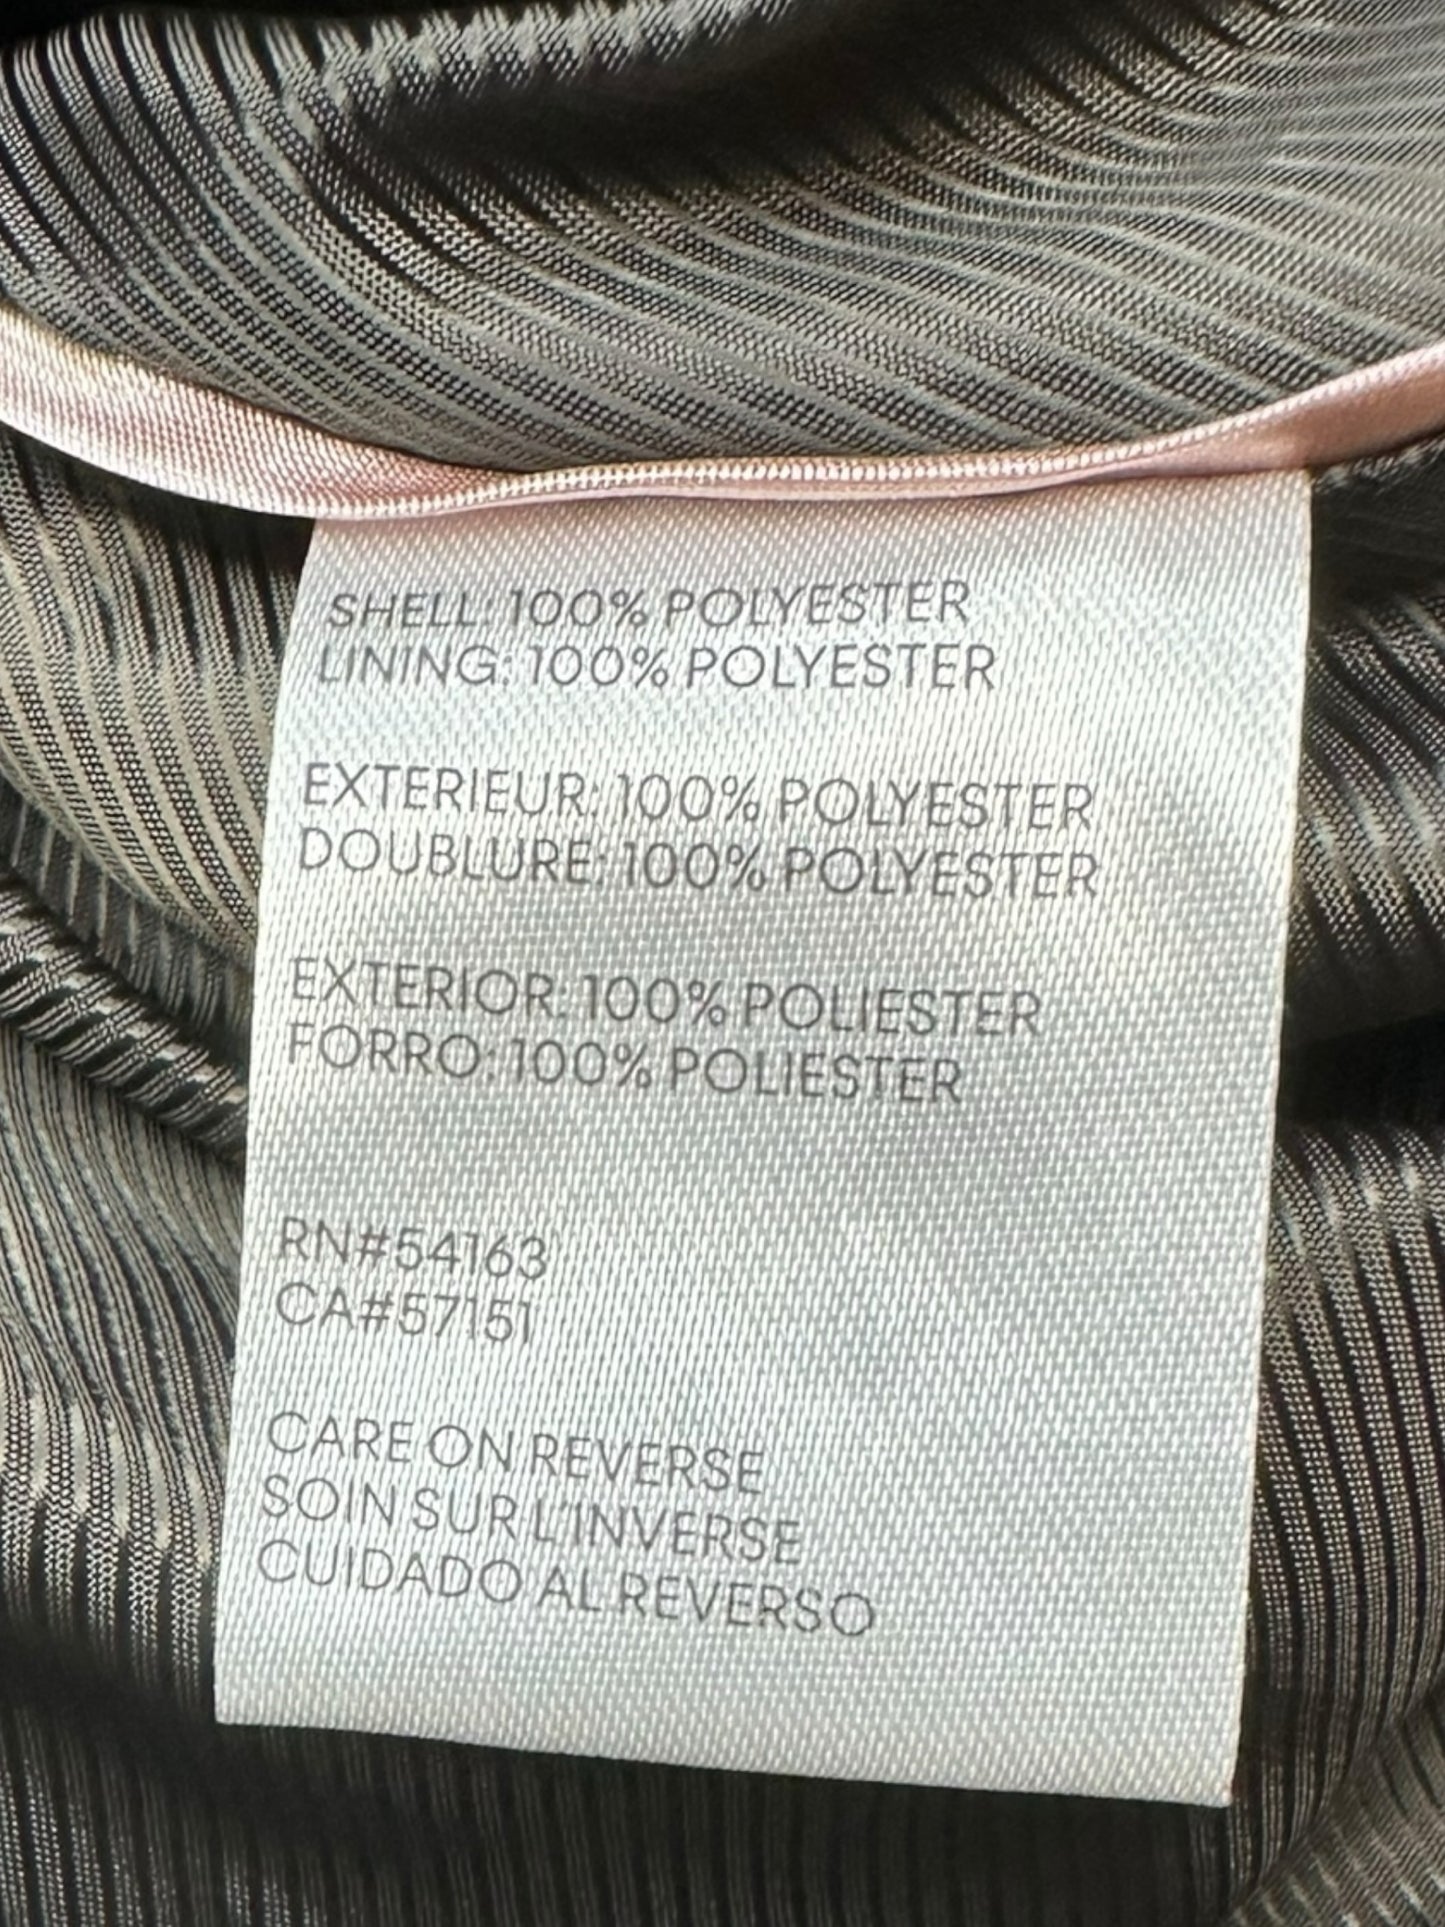 SHELL: 100% POLYESTER
LINING: 100% POLYESTER
EXTERIEUR: 100% POLYESTER
DOUBLURE: 100% POLYESTER
EXTERIOR: 100% POLIESTER
FORRO: 100% POLIESTER
RN#54163
CA#57151
CARE ON REVERSE
SOIN SUR L'INVERSE
CUIDADO AL REVERSO